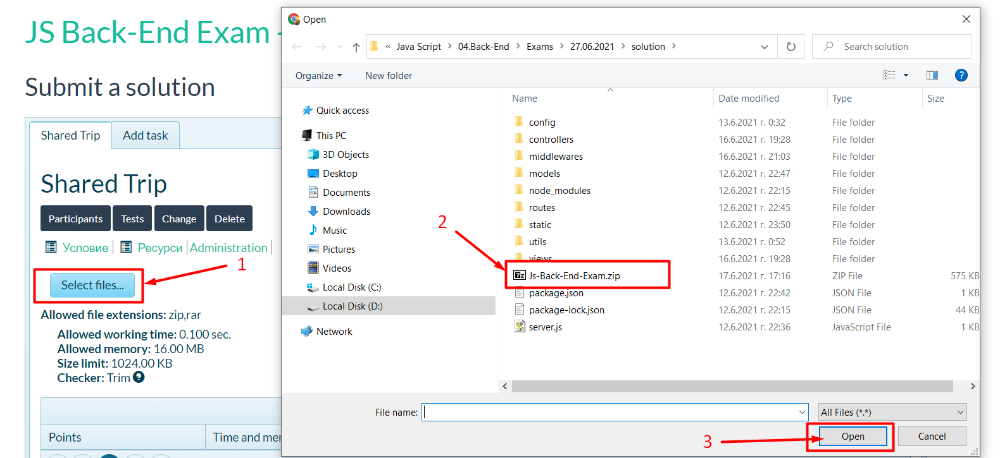 JS Back-End Exam -
Submit a solution
Shared Trip
Add task
Shared Trip
Participants
Tests
Change
Delete
Условие
Ресурси
Administration
1
Select files...
Allowed file extensions: zip,rar
Allowed working time: 0.100 sec.
Allowed memory: 16.00 MB
Size limit: 1024.00 KB
Checker: Trim ?
Points
Time and mer
Open
« Java Script > 04.Back-End > Exams > 27.06.2021 > solution >
Search solution
Organize
New folder
?
Quick access
This PC
3D Objects
Desktop
Documents
Downloads
Music
Pictures
Videos
Local Disk (C:)
Local Disk (D:)
Network
Name Date modified Type Size
config 13.6.2021 г. 0:32 File folder
controllers 16.6.2021 г. 19:28 File folder
middlewares 16.6.2021 г. 21:03 File folder
models 12.6.2021 г. 22:47 File folder
node_modules 12.6.2021 г. 22:15 File folder
routes 12.6.2021 г. 22:45 File folder
static 12.6.2021 г. 23:50 File folder
utils 13.6.2021 г. 0:52 File folder
views 16.6.2021 г. 19:28 File folder
2
7z Js-Back-End-Exam.zip 17.6.2021 г. 17:16 ZIP File 575 KB
package.json 12.6.2021 г. 22:42 JSON File 1 KB
package-lock.json 12.6.2021 г. 22:15 JSON File 44 KB
server.js 12.6.2021 г. 22:36 JavaScript File 1 KB
File name:
All Files (*.*)
3
Open
Cancel